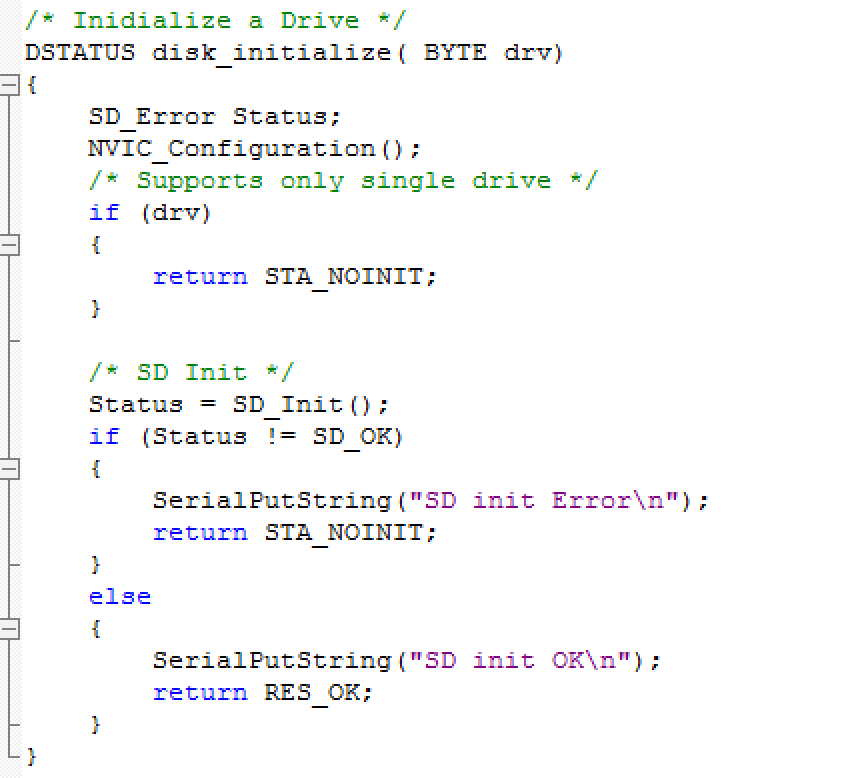 /* Inidialize a Drive */
DSTATUS disk_initialize( BYTE drv)
{
    SD_Error Status;
    NVIC_Configuration();
    /* Supports only single drive */
    if (drv)
    {
        return STA_NOINIT;
    }

    /* SD Init */
    Status = SD_Init();
    if (Status != SD_OK)
    {
        SerialPutString("SD init Error\n");
        return STA_NOINIT;
    }
    else
    {
        SerialPutString("SD init OK\n");
        return RES_OK;
    }
}